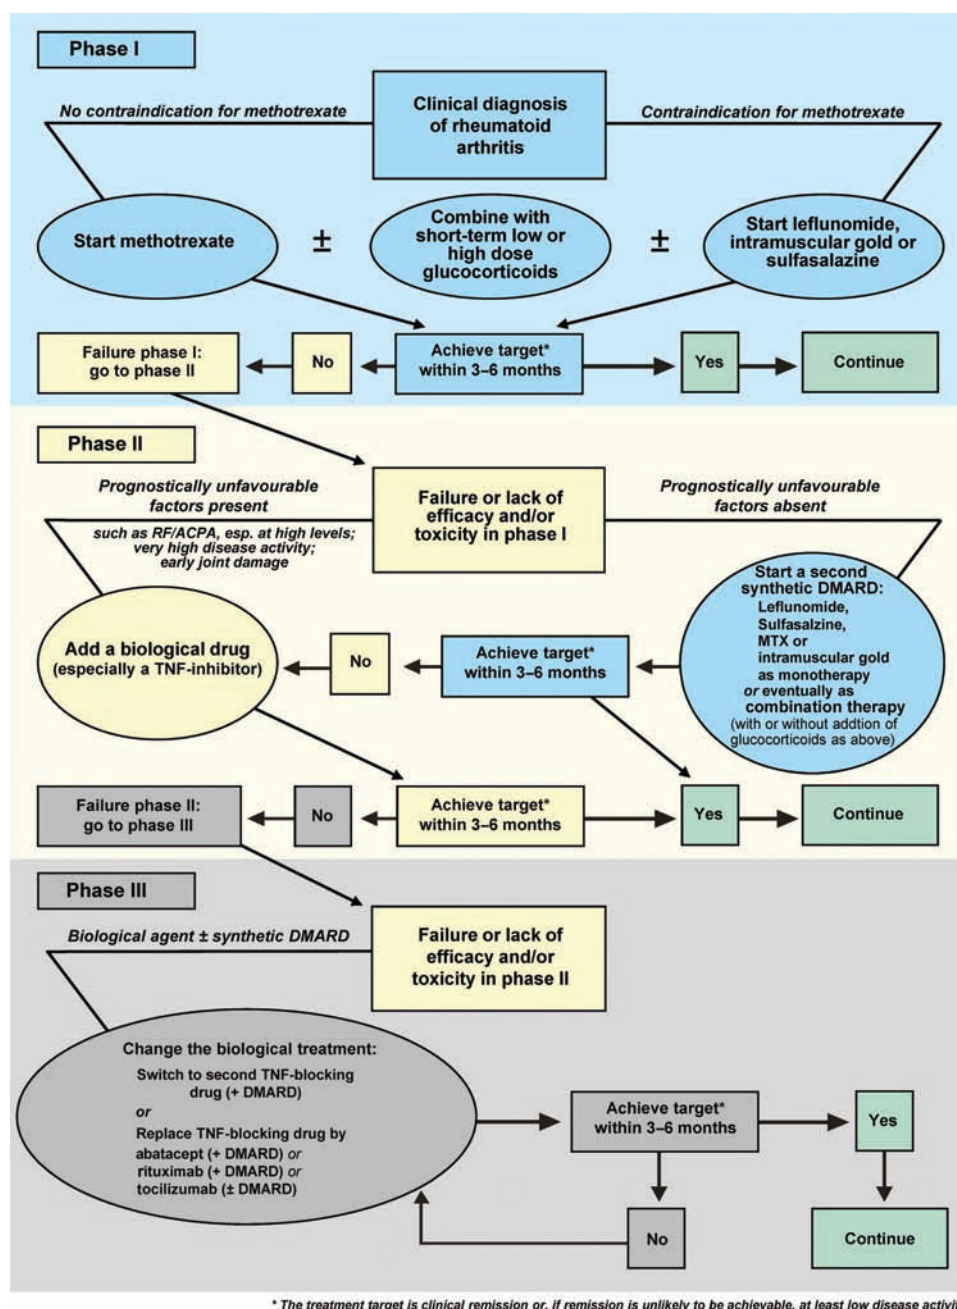 Phase I
No contraindication for methotrexate
Clinical diagnosis
of rheumatoid
arthritis
Contraindication for methotrexate
Start methotrexate
±
Combine with
short-term low or
high dose
glucocorticoids
±
Start leflunomide,
intramuscular gold or
sulfasalazine
Failure phase I:
go to phase II
No
Achieve target*
within 3–6 months
Yes
Continue
Phase II
Prognostically unfavourable
factors present
such as RF/ACPA, esp. at high levels;
very high disease activity;
early joint damage
Failure or lack of
efficacy and/or
toxicity in phase I
Prognostically unfavourable
factors absent
Add a biological drug
(especially a TNF-inhibitor)
No
Achieve target*
within 3–6 months
Start a second
synthetic DMARD:
Leflunomide,
Sulfasalzine,
MTX or
intramuscular gold
as monotherapy
or eventually as
combination therapy
(with or without addtion of
glucocorticoids as above)
Failure phase II:
go to phase III
No
Achieve target*
within 3–6 months
Yes
Continue
Phase III
Biological agent ± synthetic DMARD
Failure or lack of
efficacy and/or
toxicity in phase II
Change the biological treatment:
Switch to second TNF-blocking
drug (+ DMARD)
or
Replace TNF-blocking drug by
abatacept (+ DMARD) or
rituximab (+ DMARD) or
tocilizumab (± DMARD)
Achieve target*
within 3–6 months
Yes
No
Continue
* The treatment target is clinical remission or, if remission is unlikely to be achievable, at least low disease